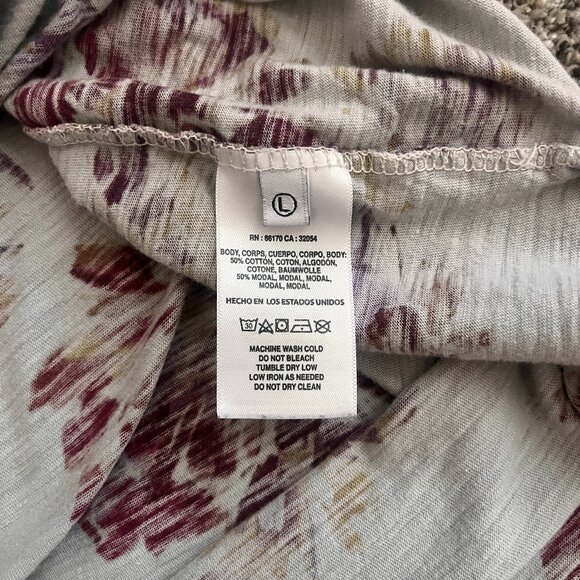 L
RN : 66170 CA : 32054
BODY, CORPS, CUERPO, CORPO, BODY:
50% COTTON, COTON, ALGODÓN,
COTONE, BAUMWOLLE
50% MODAL, MODAL, MODAL,
MODAL, MODAL
HECHO EN LOS ESTADOS UNIDOS
30
MACHINE WASH COLD
DO NOT BLEACH
TUMBLE DRY LOW
LOW IRON AS NEEDED
DO NOT DRY CLEAN